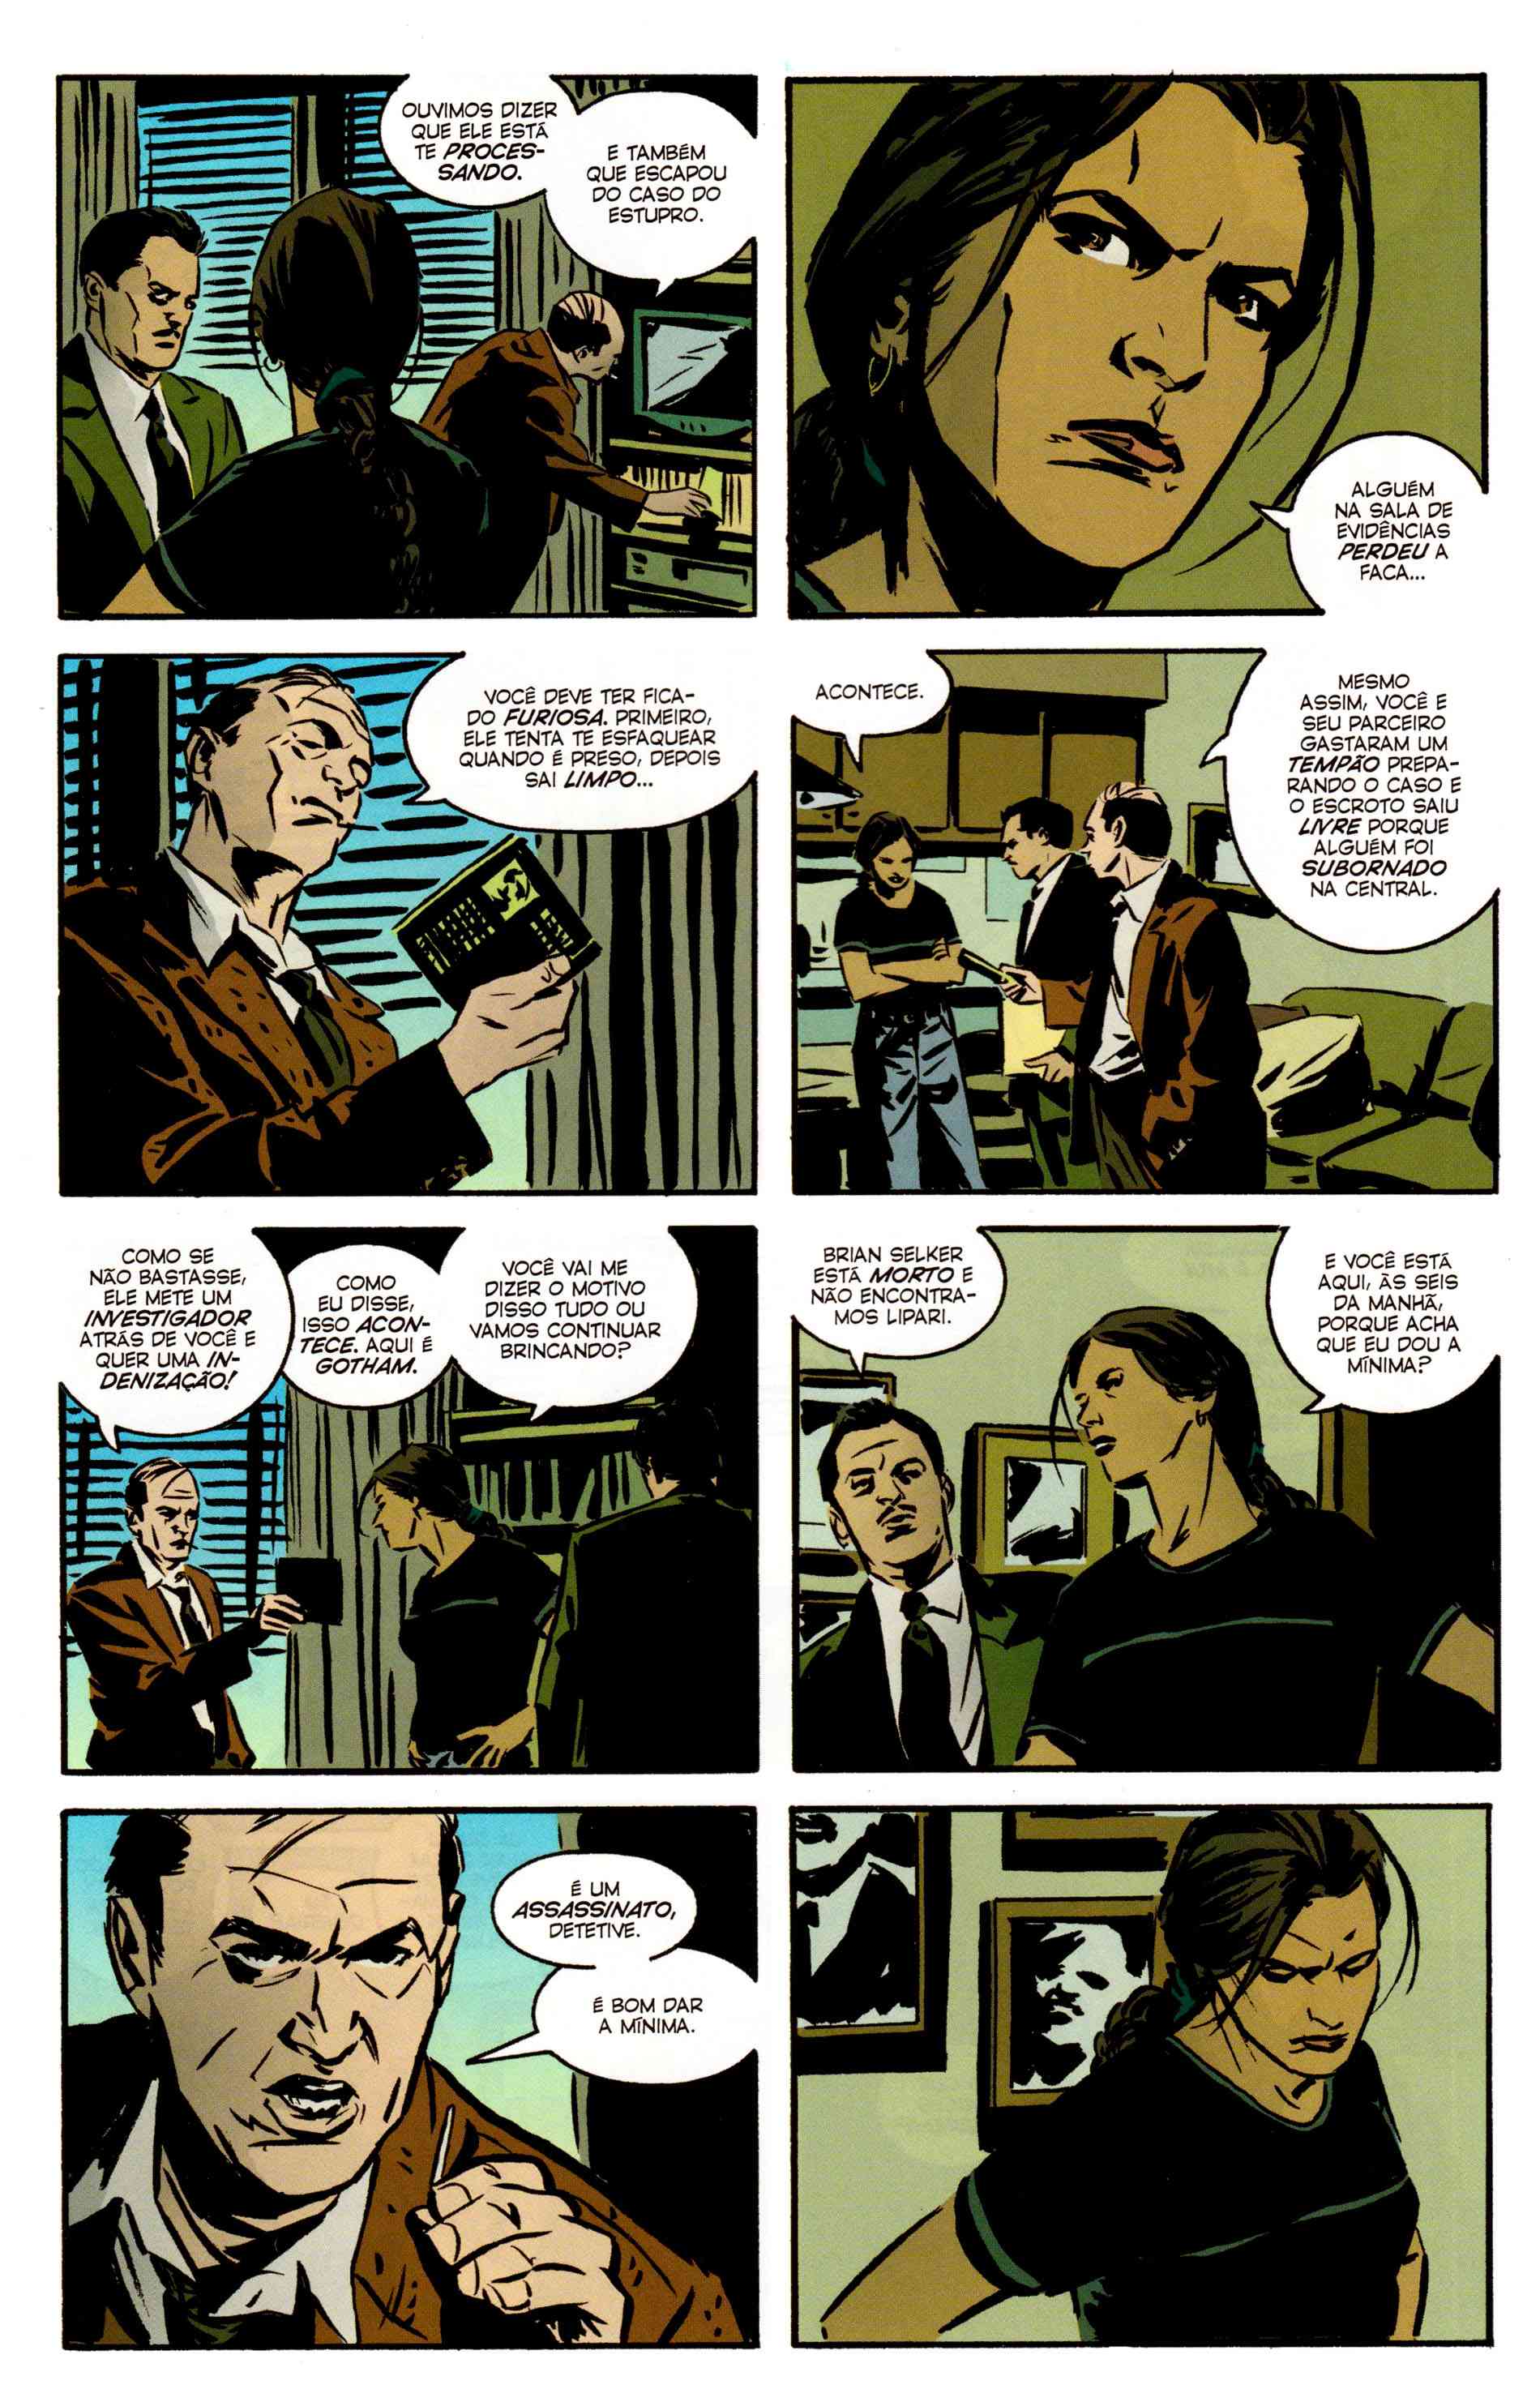 OUVIMOS DIZER
QUE ELE ESTÁ
TE PROCES-
SANDO.
E TAMBÉM
QUE ESCAPOU
DO CASO DO
ESTUPRO.
ALGUÉM
NA SALA DE
EVIDÊNCIAS
PERDEU A
FACA...
VOCÊ DEVE TER FICA-
DO FURIOSA. PRIMEIRO,
ELE TENTA TE ESFAQUEAR
QUANDO É PRESO, DEPOIS
SAI LIMPO...
ACONTECE.
MESMO
ASSIM, VOCÊ E
SEU PARCEIRO
GASTARAM UM
TEMPÃO PREPA-
RANDO O CASO E
O ESCROTO SAIU
LIVRE PORQUE
ALGUÉM FOI
SUBORNADO
NA CENTRAL.
COMO SE
NÃO BASTASSE,
ELE METE UM
INVESTIGADOR
ATRÁS DE VOCÊ E
QUER UMA IN-
DENIZAÇÃO!
COMO
EU DISSE,
ISSO ACON-
TECE. AQUI É
GOTHAM.
VOCÊ VAI ME
DIZER O MOTIVO
DISSO TUDO OU
VAMOS CONTINUAR
BRINCANDO?
BRIAN SELKER
ESTÁ MORTO E
NÃO ENCONTRA-
MOS LIPARI.
E VOCÊ ESTÁ
AQUI, ÀS SEIS
DA MANHÃ,
PORQUE ACHA
QUE EU DOU A
MÍNIMA?
É UM
ASSASSINATO,
DETETIVE.
É BOM DAR
A MÍNIMA.